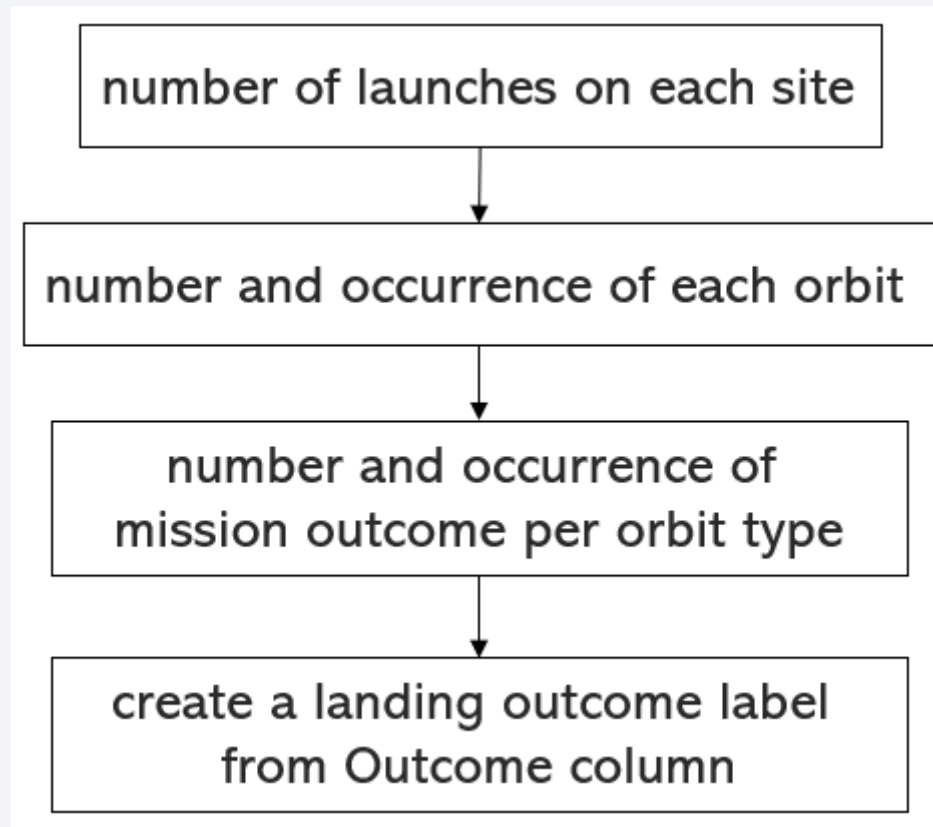 number of launches on each site
number and occurrence of each orbit
number and occurrence of
mission outcome per orbit type
create a landing outcome label
from Outcome column